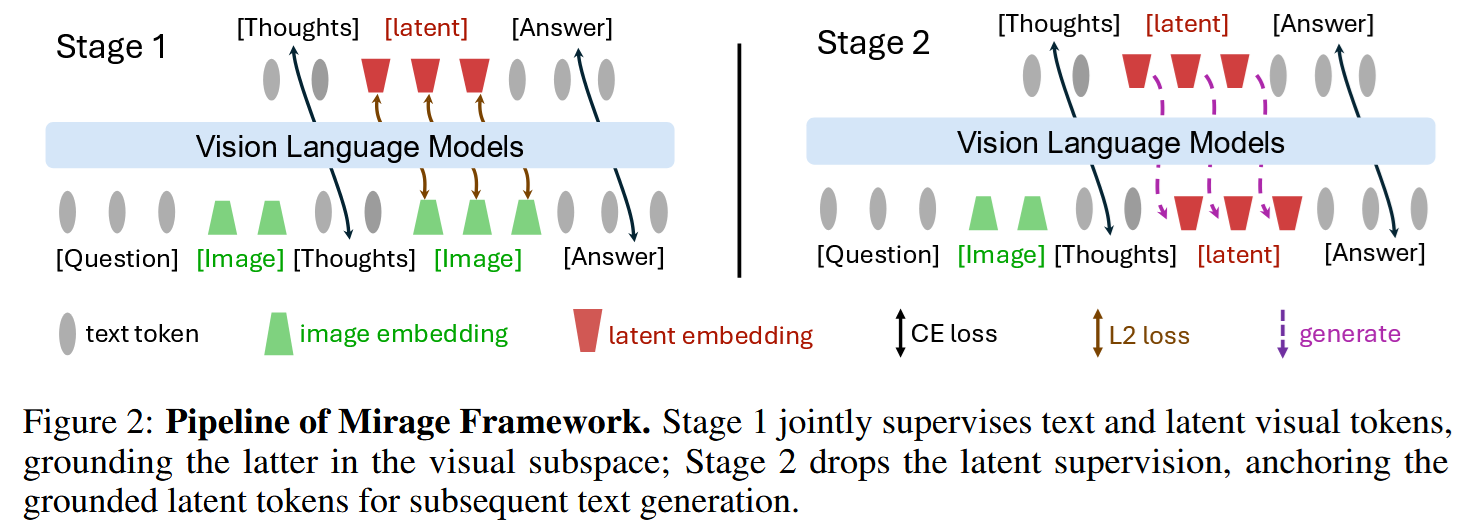 Stage 1
[Thoughts] [latent] [Answer]
Vision Language Models
[Question] [Image] [Thoughts] [Image] [Answer]
Stage 2
[Thoughts] [latent] [Answer]
Vision Language Models
[Question] [Image] [Thoughts] [latent] [Answer]
text token image embedding latent embedding CE loss L2 loss generate
Figure 2: Pipeline of Mirage Framework. Stage 1 jointly supervises text and latent visual tokens,
grounding the latter in the visual subspace; Stage 2 drops the latent supervision, anchoring the
grounded latent tokens for subsequent text generation.